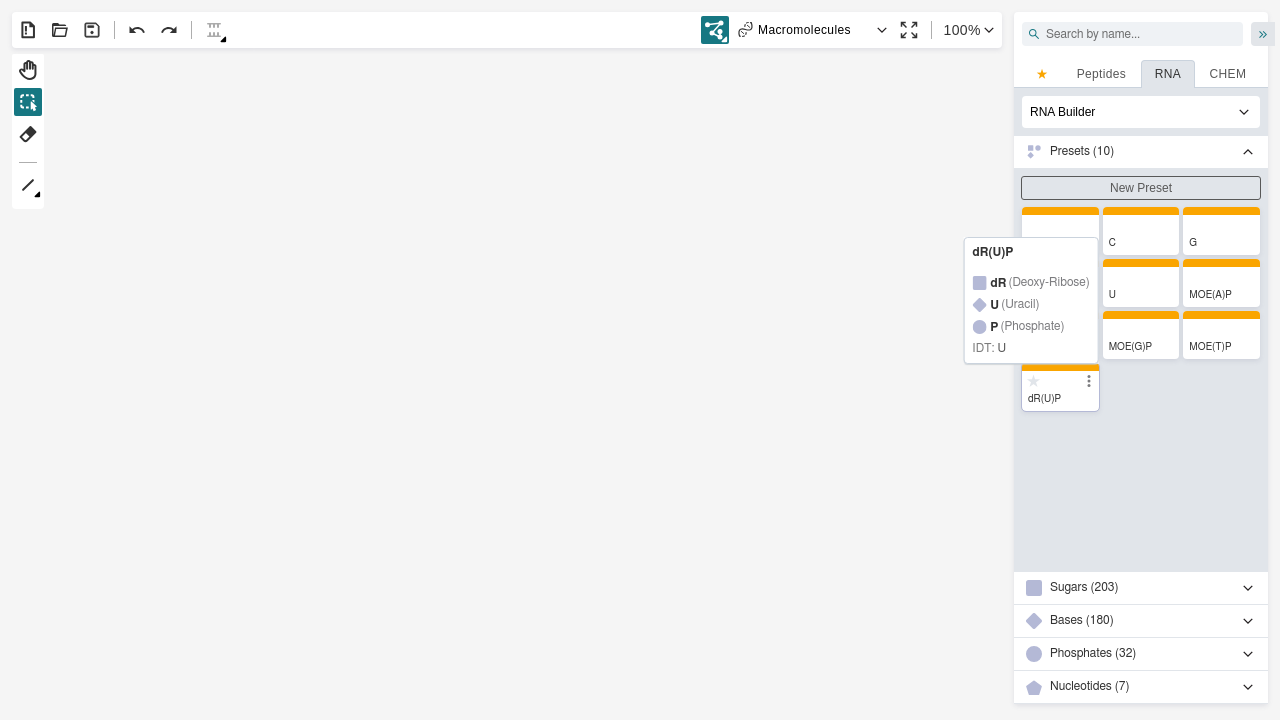 Macromolecules
100%
Search by name...
Peptides
RNA
CHEM
RNA Builder
Presets (10)
New Preset
C
G
U
MOE(A)P
MOE(G)P
MOE(T)P
dR(U)P
dR(U)P
dR (Deoxy-Ribose)
U (Uracil)
P (Phosphate)
IDT: U
Sugars (203)
Bases (180)
Phosphates (32)
Nucleotides (7)